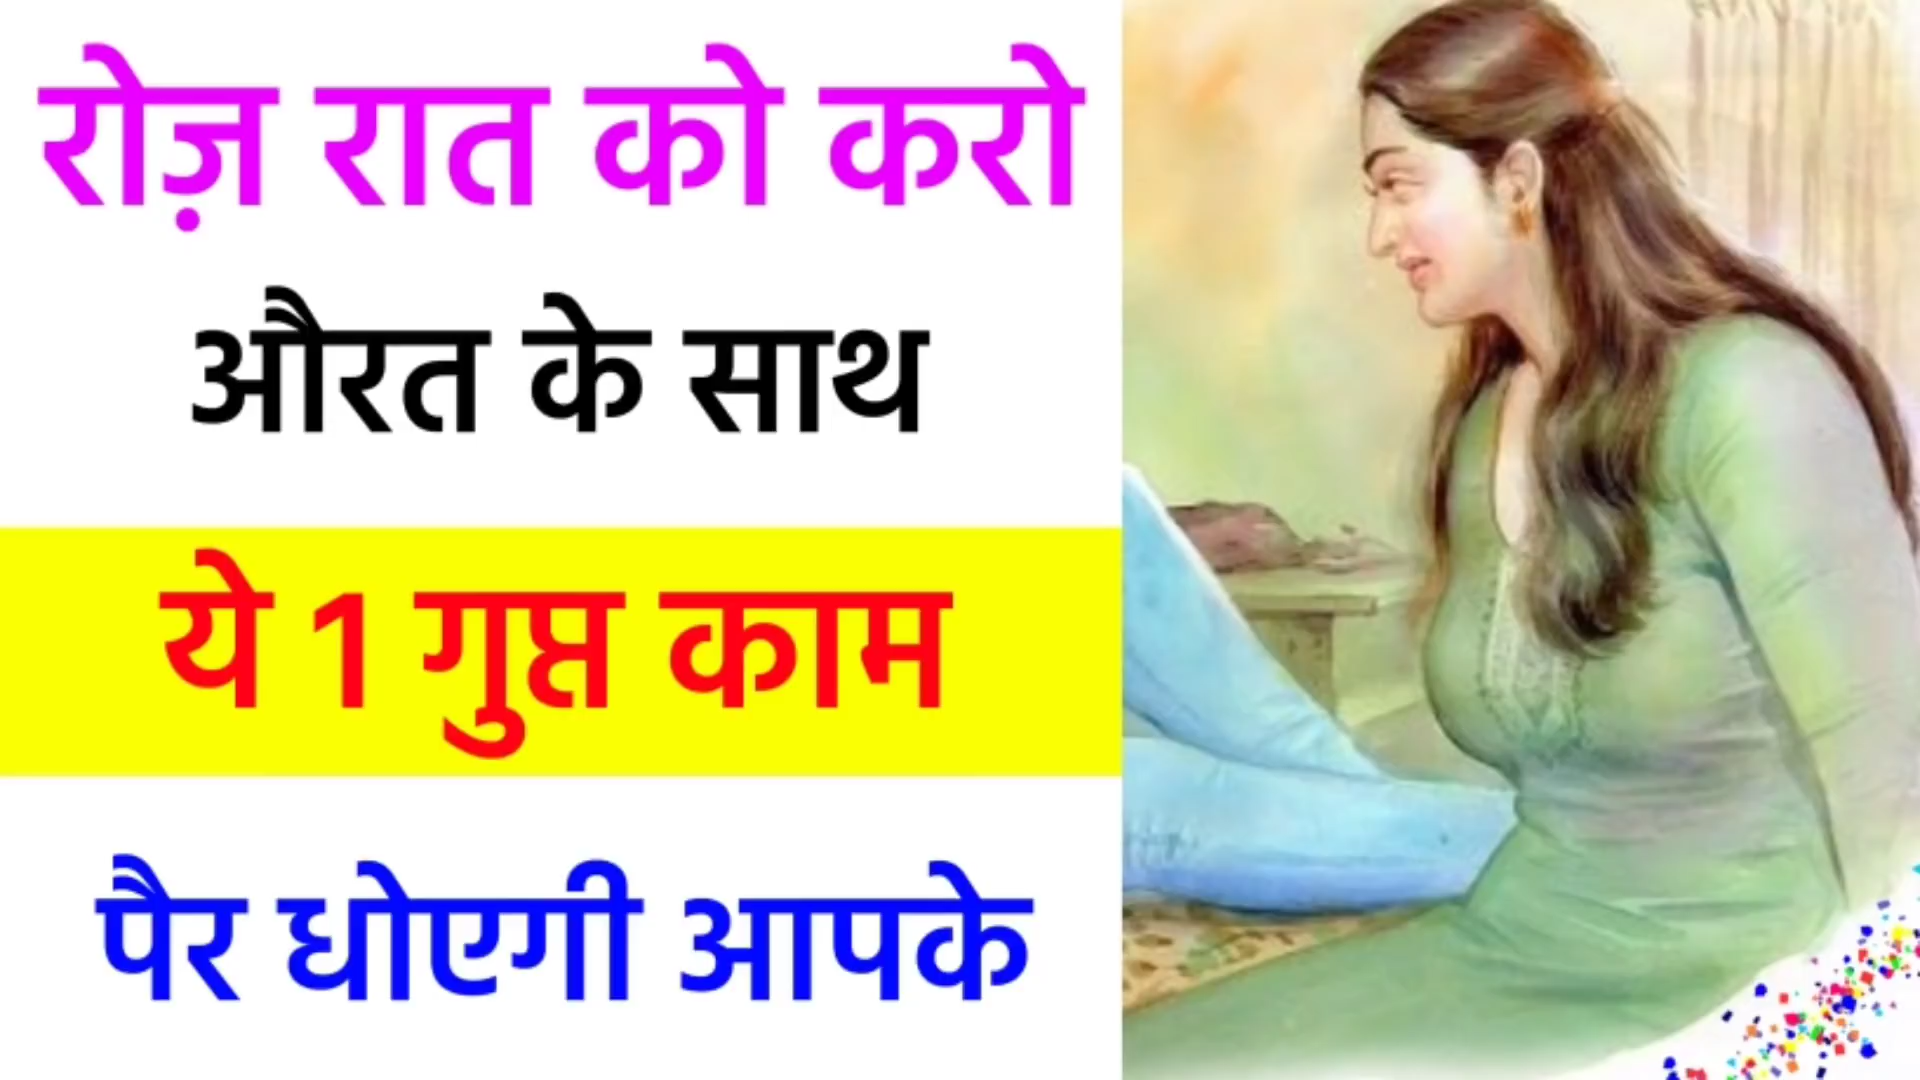 रोज़ रात को करो
औरत के साथ
ये 1 गुप्त काम
पैर धोएगी आपके